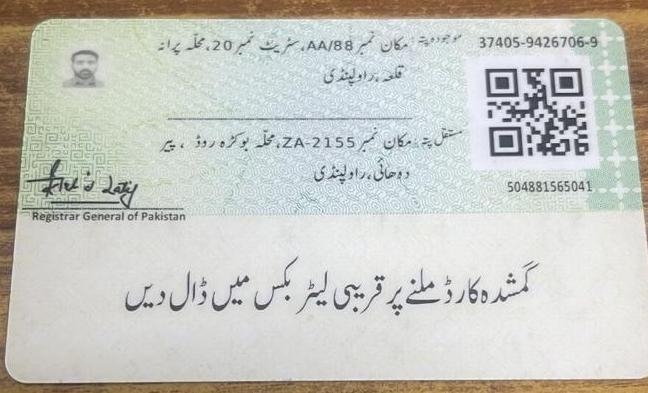 موجودہ پتہ: مکان نمبر AA/88، سٹریٹ نمبر 20، محلہ پرانہ
قلعہ، راولپنڈی
37405-9426706-9
مستقل پتہ: مکان نمبر ZA-2155، محلہ بوکڑہ روڈ ، پیر
ودھائی، راولپنڈی
504881565041
Registrar General of Pakistan
گمشدہ کارڈ ملنے پر قریبی لیٹر بکس میں ڈال دیں